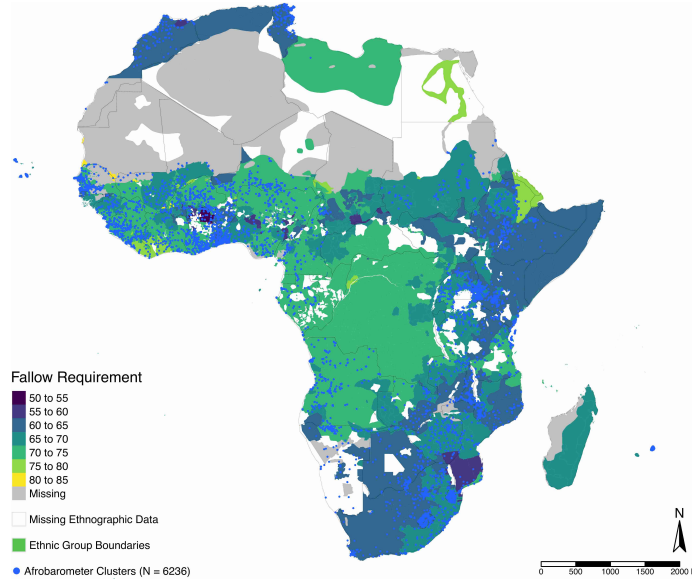 Fallow Requirement
50 to 55
55 to 60
60 to 65
65 to 70
70 to 75
75 to 80
80 to 85
Missing
Missing Ethnographic Data
Ethnic Group Boundaries
Afrobarometer Clusters (N = 6236)
N
0 500 1000 1500 2000